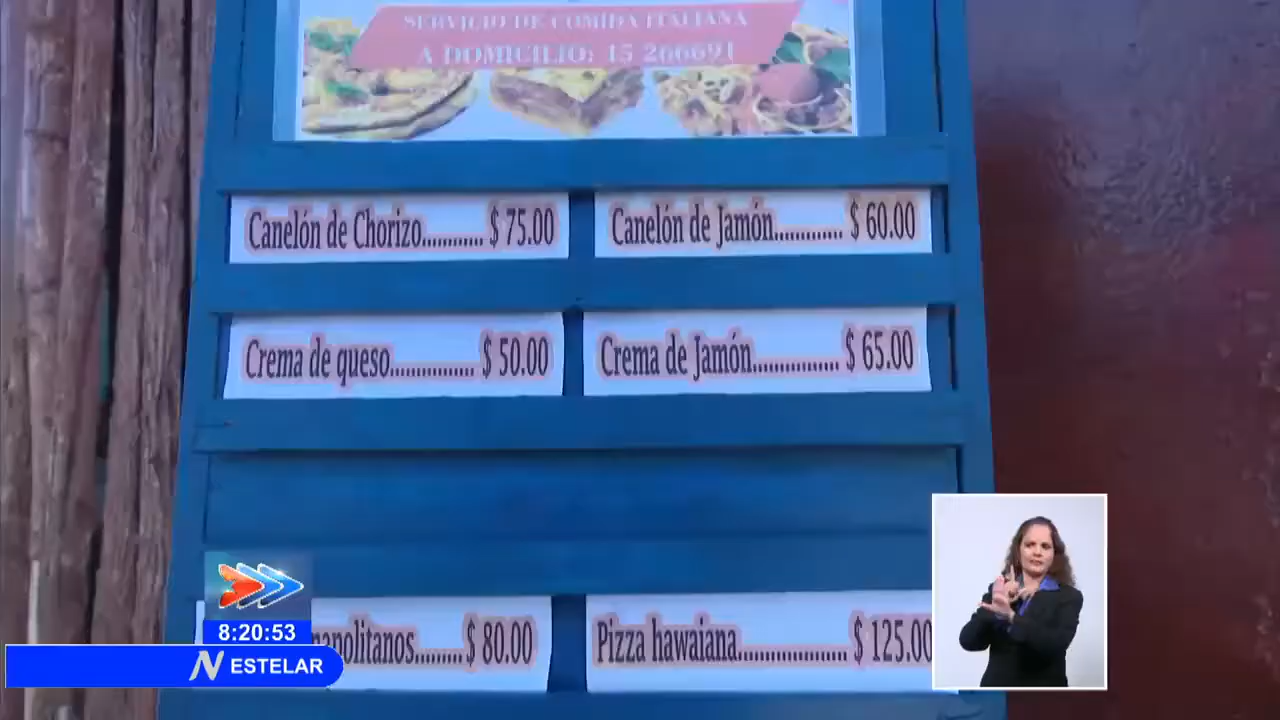 SERVICIO DE COMIDA ITALIANA
A DOMICILIO: 15 266691
Canelón de Chorizo............ $ 75.00
Canelón de Jamón............. $ 60.00
Crema de queso................ $ 50.00
Crema de Jamón................. $ 65.00
napolitanos......... $ 80.00
Pizza hawaiana.................... $ 125.00
8:20:53
N ESTELAR